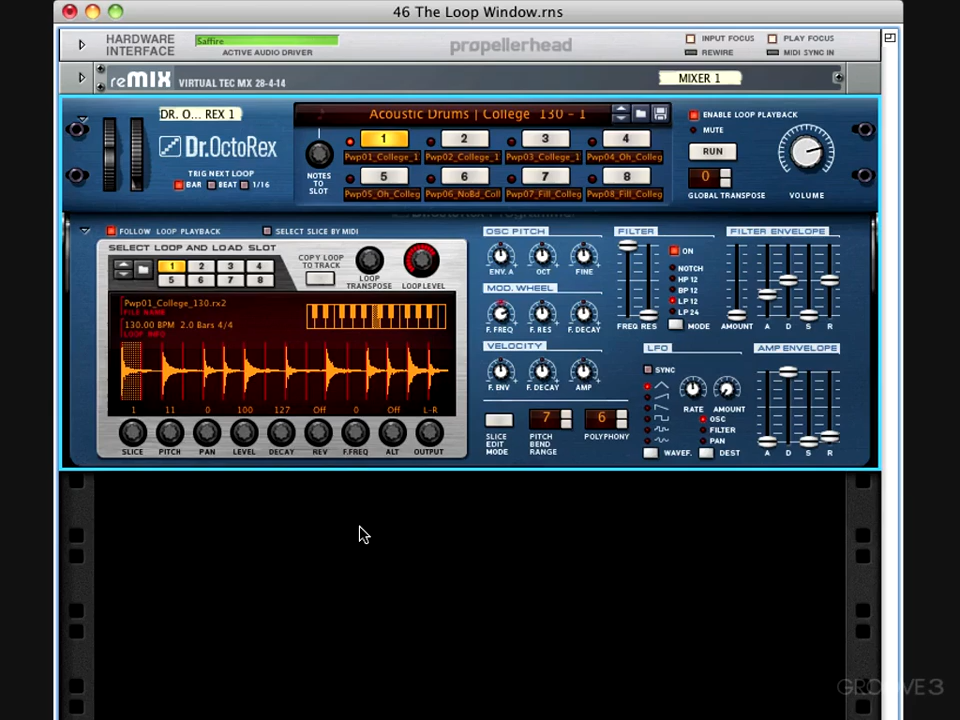 46 The Loop Window.rns
HARDWARE INTERFACE
Saffire
ACTIVE AUDIO DRIVER
propellerhead
INPUT FOCUS
PLAY FOCUS
REWIRE
MIDI SYNC IN
reMIX
VIRTUAL TEC MX 28-4-14
MIXER 1
DR. O... REX 1
Dr.OctoRex
TRIG NEXT LOOP
BAR BEAT 1/16
Acoustic Drums | College 130 - 1
NOTES TO SLOT
1 2 3 4
Pwp01_College_1 Pwp02_College_1 Pwp03_College_1 Pwp04_Oh_Colleg
5 6 7 8
Pwp05_Oh_Colleg Pwp06_NoBd_Coll Pwp07_Fill_Colleg Pwp08_Fill_Colleg
ENABLE LOOP PLAYBACK
MUTE
RUN
0
GLOBAL TRANSPOSE
VOLUME
FOLLOW LOOP PLAYBACK
SELECT SLICE BY MIDI
SELECT LOOP AND LOAD SLOT
1 2 3 4
5 6 7 8
COPY LOOP TO TRACK
LOOP TRANSPOSE
LOOP LEVEL
Pwp01_College_130.rx2
FILE NAME
130.00 BPM 2.0 Bars 4/4
LOOP INFO
1 11 0 100 127 Off 0 Off L-R
SLICE PITCH PAN LEVEL DECAY REV F.FREQ ALT OUTPUT
OSC PITCH
ENV. A OCT FINE
MOD. WHEEL
F. FREQ F. RES F. DECAY
VELOCITY
F. ENV F. DECAY AMP
SLICE EDIT MODE
7
PITCH BEND RANGE
6
POLYPHONY
FILTER
ON
NOTCH
HP 12
BP 12
LP 12
LP 24
FREQ RES MODE
FILTER ENVELOPE
AMOUNT A D S R
LFO
SYNC
RATE AMOUNT
OSC
FILTER
PAN
WAVEF. DEST
AMP ENVELOPE
A D S R
GROOVE3